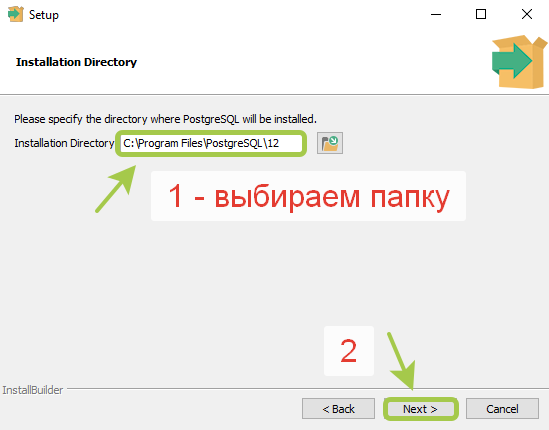 Setup
Installation Directory
Please specify the directory where PostgreSQL will be installed.
Installation Directory C:\Program Files\PostgreSQL\12
1 - выбираем папку
2
InstallBuilder
< Back Next > Cancel